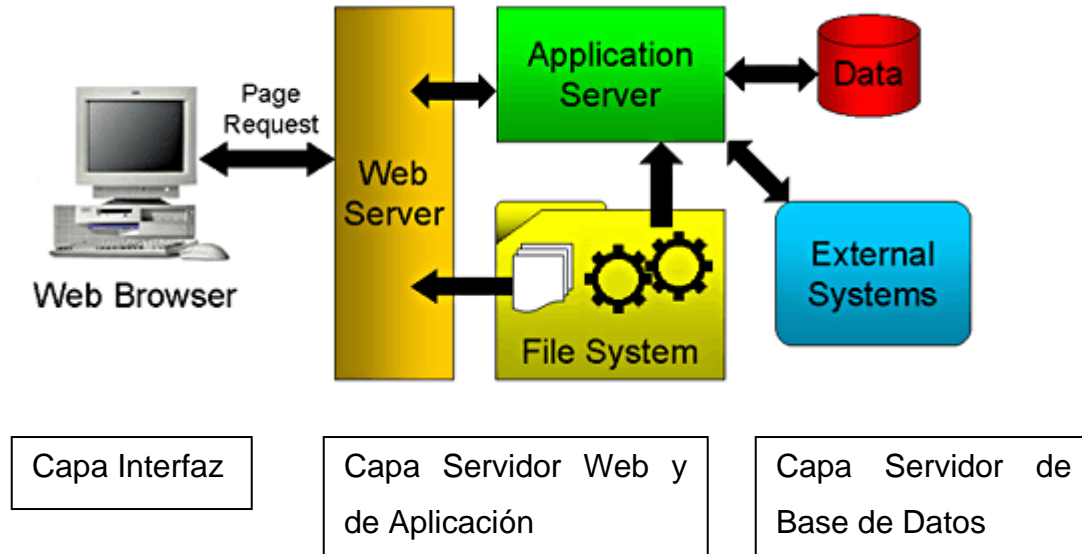 Page
Request
Web Browser
Web
Server
Application
Server
Data
File System
External
Systems
Capa Interfaz
Capa Servidor Web y
de Aplicación
Capa Servidor de
Base de Datos